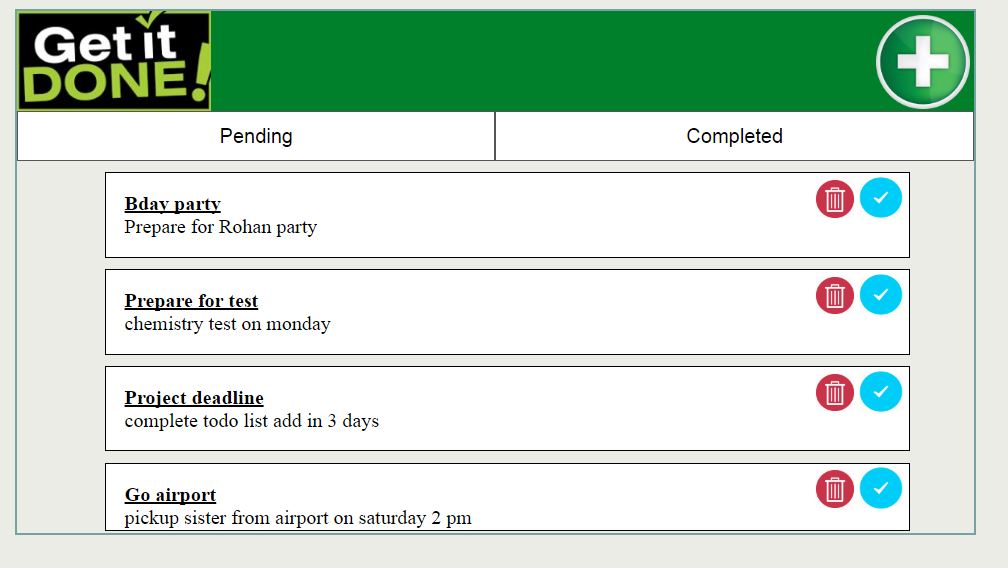 Get it
DONE!
Pending
Completed
Bday party
Prepare for Rohan party
Prepare for test
chemistry test on monday
Project deadline
complete todo list add in 3 days
Go airport
pickup sister from airport on saturday 2 pm